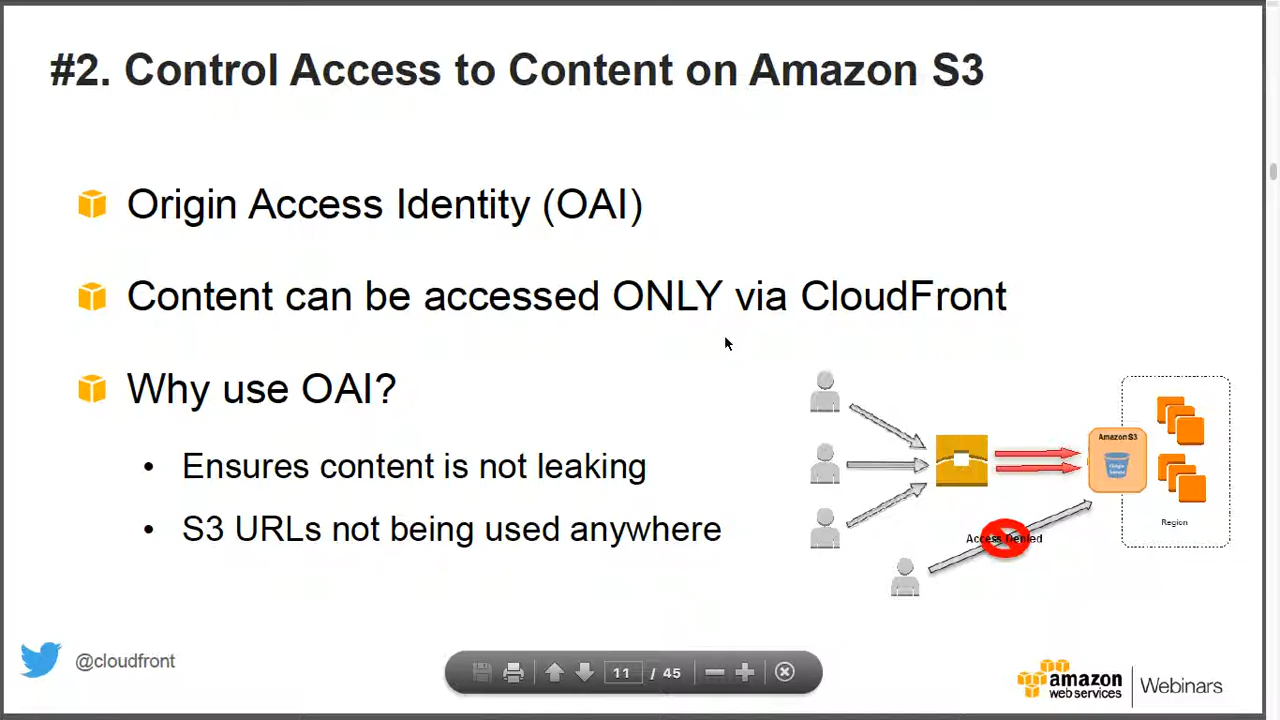 #2. Control Access to Content on Amazon S3
Origin Access Identity (OAI)
Content can be accessed ONLY via CloudFront
Why use OAI?
• Ensures content is not leaking
• S3 URLs not being used anywhere
Amazon S3
Region
Access Denied
@cloudfront
11 / 45
amazon
web services
Webinars